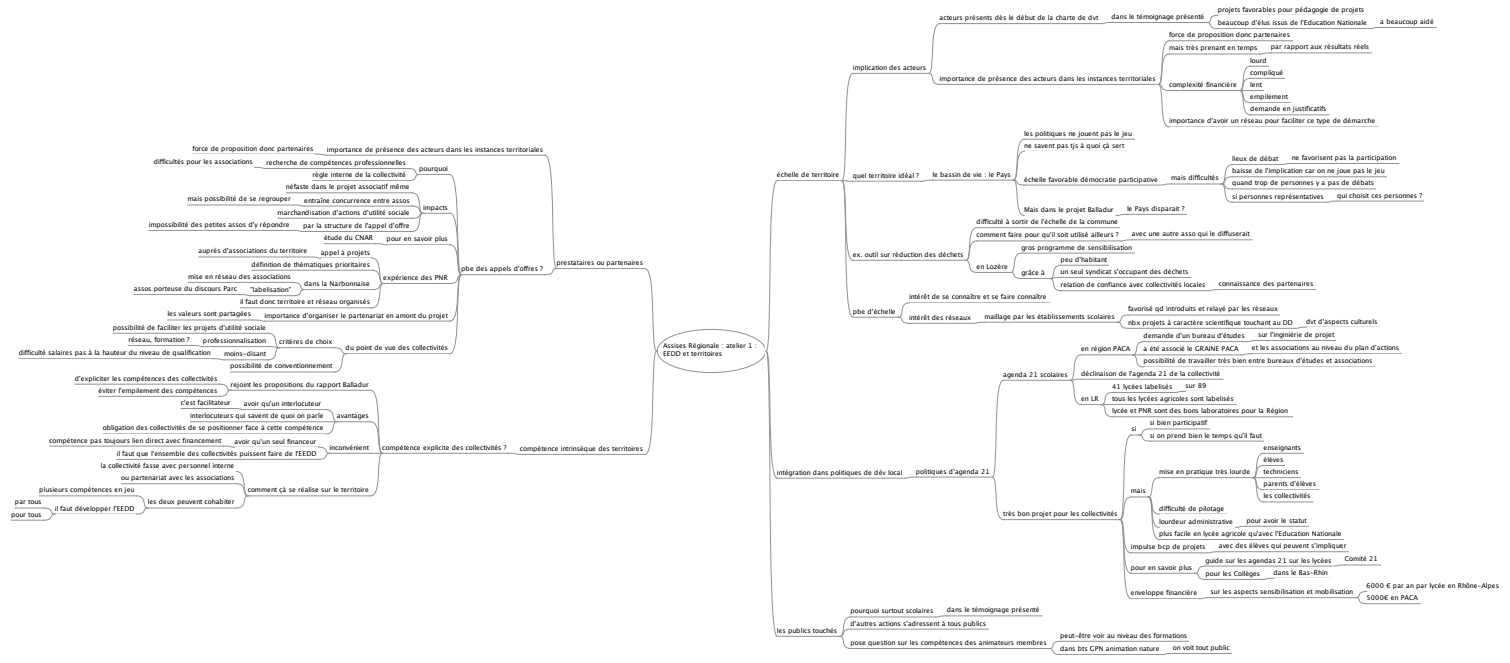 Assises Régionale : atelier 1 :
EEDD et territoires
échelle de territoire
implication des acteurs
acteurs présents dès le début de la charte de dvt
dans le témoignage présenté
projets favorables pour pédagogie de projets
beaucoup d'élus issus de l'Education Nationale
a beaucoup aidé
importance de présence des acteurs dans les instances territoriales
force de proposition donc partenaires
mais très prenant en temps
par rapport aux résultats réels
complexité financière
lourd
compliqué
lent
empilement
demande en justificatifs
importance d'avoir un réseau pour faciliter ce type de démarche
quel territoire idéal ?
le bassin de vie : le Pays
les politiques ne jouent pas le jeu
ne savent pas tjs à quoi çà sert
échelle favorable démocratie participative
mais difficultés
lieux de débat
ne favorisent pas la participation
baisse de l'implication car on ne joue pas le jeu
quand trop de personnes y a pas de débats
si personnes représentatives
qui choisit ces personnes ?
Mais dans le projet Balladur
le Pays disparait ?
ex. outil sur réduction des déchets
difficulté à sortir de l'échelle de la commune
comment faire pour qu'il soit utilisé ailleurs ?
avec une autre asso qui le diffuserait
en Lozère
gros programme de sensibilisation
grâce à
peu d'habitant
un seul syndicat s'occupant des déchets
relation de confiance avec collectivités locales
connaissance des partenaires
pbe d'échelle
intérêt de se connaître et se faire connaître
intérêt des réseaux
maillage par les établissements scolaires
favorisé qd introduits et relayé par les réseaux
nbx projets à caractère scientifique touchant au DD
dvt d'aspects culturels
intégration dans politiques de dév local
politiques d'agenda 21
agenda 21 scolaires
en région PACA
demande d'un bureau d'études
sur l'inginiérie de projet
a été associé le GRAINE PACA
et les associations au niveau du plan d'actions
possibilité de travailler très bien entre bureaux d'études et associations
déclinaison de l'agenda 21 de la collectivité
en LR
41 lycées labelisés
sur 89
tous les lycées agricoles sont labelisés
lycée et PNR sont des bons laboratoires pour la Région
très bon projet pour les collectivités
si
si bien participatif
si on prend bien le temps qu'il faut
mais
mise en pratique très lourde
enseignants
élèves
techniciens
parents d'élèves
les collectivités
difficulté de pilotage
lourdeur administrative
pour avoir le statut
plus facile en lycée agricole qu'avec l'Education Nationale
impulse bcp de projets
avec des élèves qui peuvent s'impliquer
pour en savoir plus
guide sur les agendas 21 sur les lycées
Comité 21
pour les Collèges
dans le Bas-Rhin
enveloppe financière
sur les aspects sensibilisation et mobilisation
6000 € par an par lycée en Rhône-Alpes
5000€ en PACA
les publics touchés
pourquoi surtout scolaires
dans le témoignage présenté
d'autres actions s'adressent à tous publics
pose question sur les compétences des animateurs membres
peut-être voir au niveau des formations
dans bts GPN animation nature
on voit tout public
prestataires ou partenaires
importance de présence des acteurs dans les instances territoriales
force de proposition donc partenaires
pbe des appels d'offres ?
pourquoi
recherche de compétences professionnelles
difficultés pour les associations
règle interne de la collectivité
impacts
néfaste dans le projet associatif même
entraîne concurrence entre assos
mais possibilité de se regrouper
marchandisation d'actions d'utilité sociale
par la structure de l'appel d'offre
impossibilité des petites assos d'y répondre
pour en savoir plus
étude du CNAR
expérience des PNR
appel à projets
auprès d'associations du territoire
définition de thématiques prioritaires
dans la Narbonnaise
mise en réseau des associations
"labelisation"
assos porteuse du discours Parc
il faut donc territoire et réseau organisés
importance d'organiser le partenariat en amont du projet
les valeurs sont partagées
du point de vue des collectivités
critères de choix
possibilité de faciliter les projets d'utilité sociale
professionnalisation
réseau, formation ?
moins-disant
difficulté salaires pas à la hauteur du niveau de qualification
possibilité de conventionnement
compétence intrinsèque des territoires
compétence explicite des collectivités ?
rejoint les propositions du rapport Balladur
d'expliciter les compétences des collectivités
éviter l'empilement des compétences
avantages
avoir qu'un interlocuteur
c'est facilitateur
interlocuteurs qui savent de quoi on parle
obligation des collectivités de se positionner face à cette compétence
inconvénient
avoir qu'un seul financeur
compétence pas toujours lien direct avec financement
il faut que l'ensemble des collectivités puissent faire de l'EEDD
comment çà se réalise sur le territoire
la collectivité fasse avec personnel interne
ou partenariat avec les associations
les deux peuvent cohabiter
plusieurs compétences en jeu
il faut développer l'EEDD
par tous
pour tous